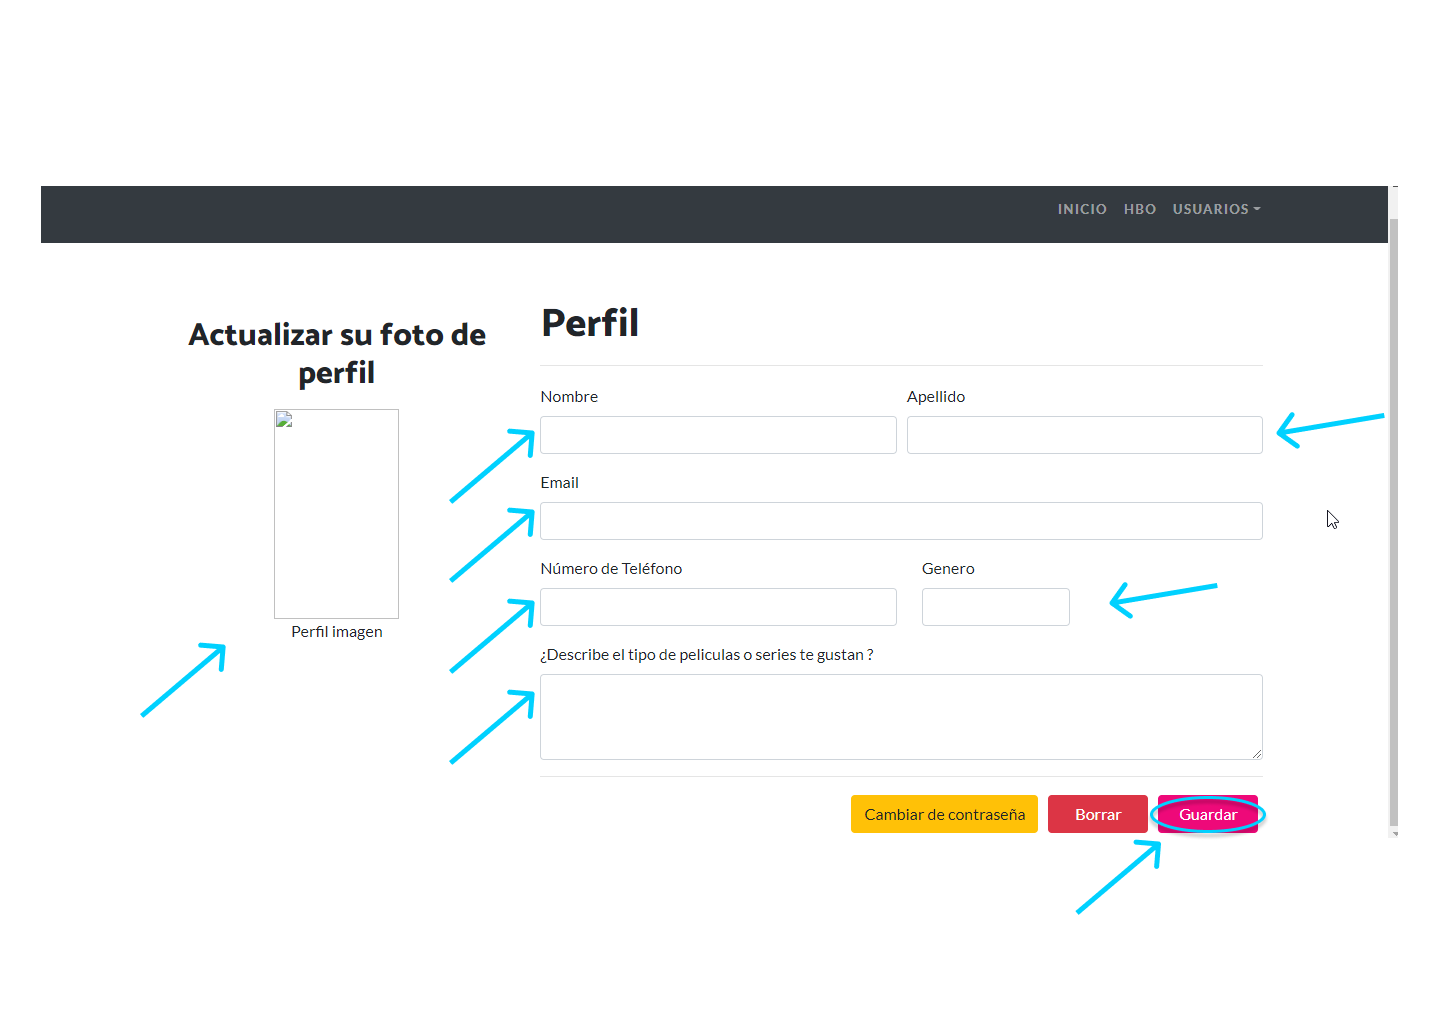 INICIO HBO USUARIOS
Actualizar su foto de
perfil
Perfil imagen
Perfil
Nombre Apellido
Email
Número de Teléfono Genero
¿Describe el tipo de peliculas o series te gustan ?
Cambiar de contraseña Borrar Guardar